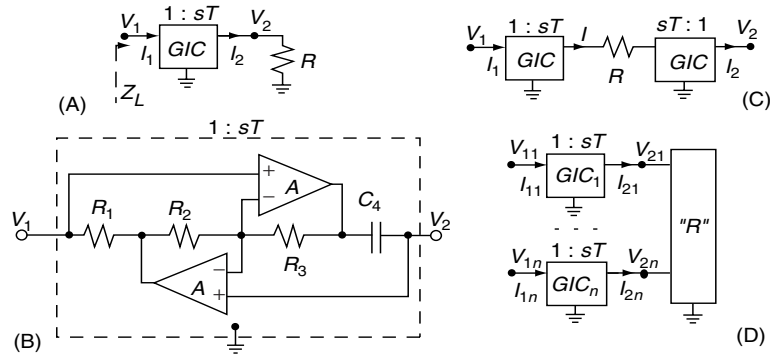 1 : sT
V1
V2
I1
GIC
I2
R
ZL
(A)
1 : sT
sT : 1
V1
I
V2
I1
GIC
R
GIC
I2
(C)
1 : sT
+
A
−
C4
V1
R1
R2
V2
R3
A
−
+
(B)
1 : sT
V11
V21
I11
GIC1
I21
- - -
"R"
1 : sT
V1n
V2n
I1n
GICn
I2n
(D)